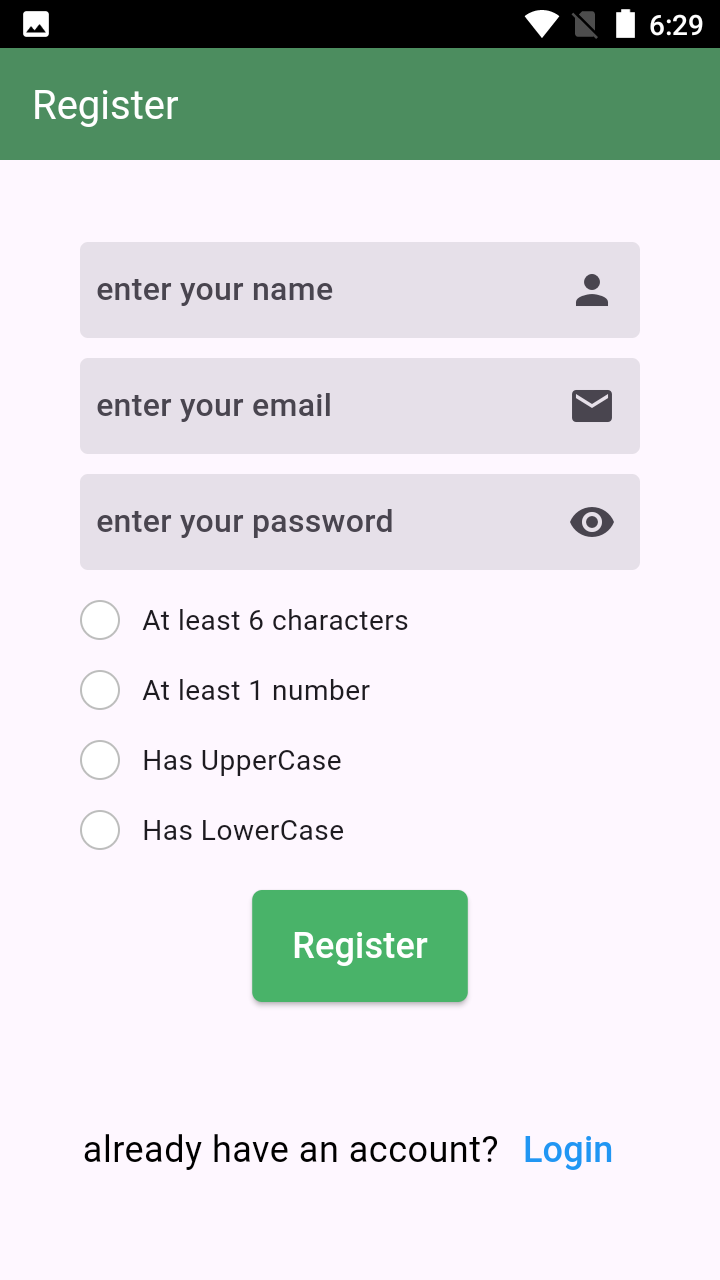 6:29
Register
enter your name
enter your email
enter your password
At least 6 characters
At least 1 number
Has UpperCase
Has LowerCase
Register
already have an account? Login